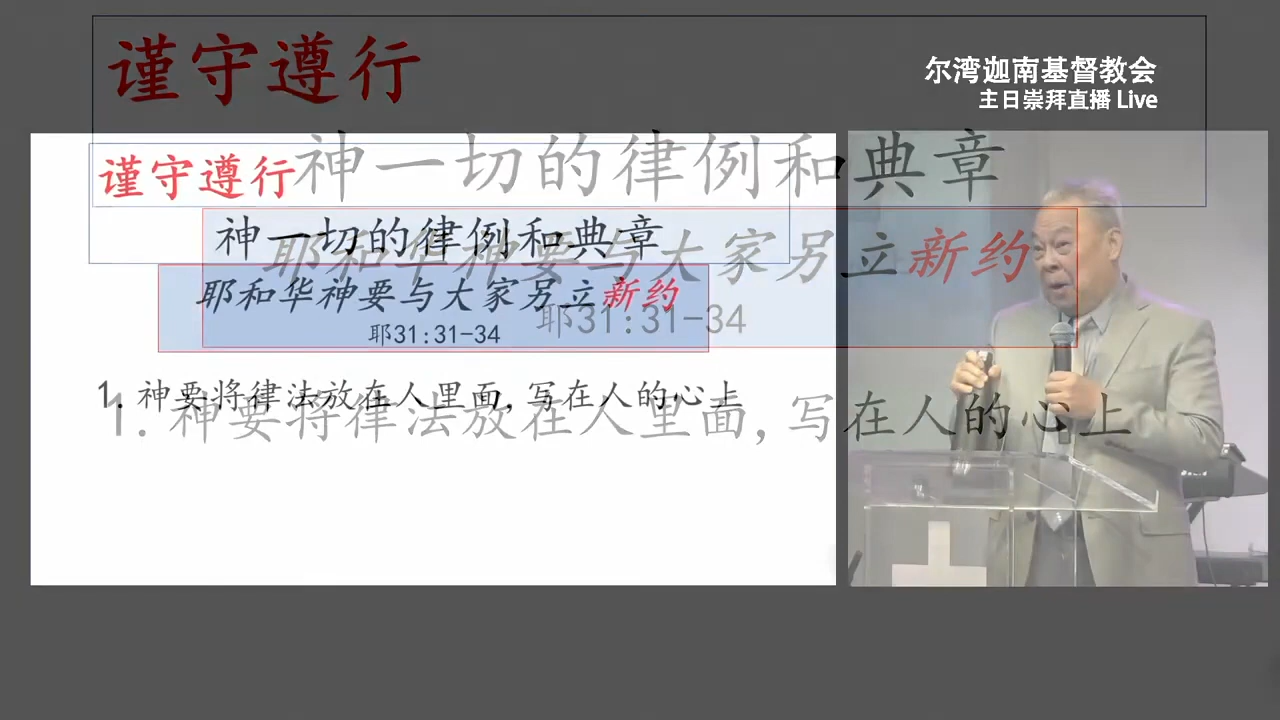 谨守遵行
尔湾迦南基督教会
主日崇拜直播 Live
神一切的律例和典章
耶和华神要与大家另立新约
耶31:31-34
1. 神要将律法放在人里面,写在人的心上
谨守遵行
神一切的律例和典章
耶和华神要与大家另立新约
耶31:31-34
1. 神要将律法放在人里面,写在人的心上